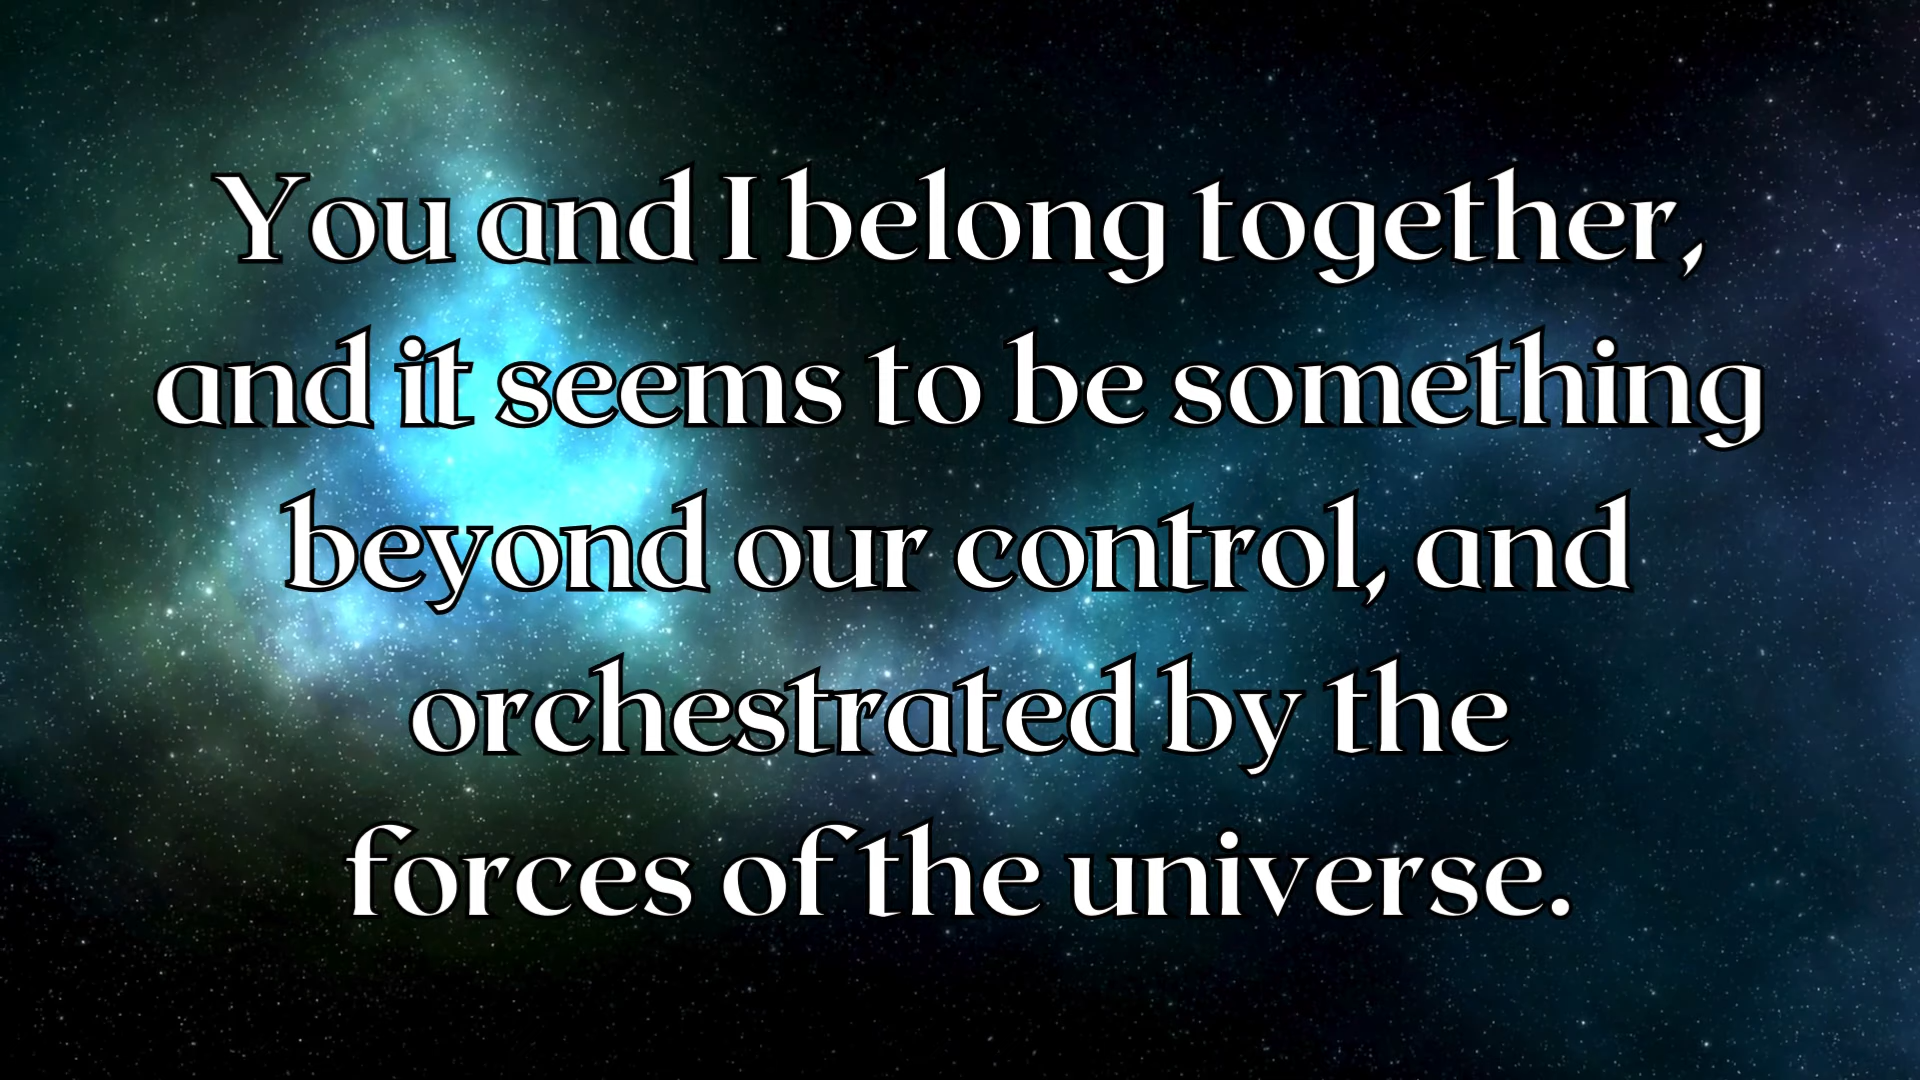 You and I belong together,
and it seems to be something
beyond our control, and
orchestrated by the
forces of the universe.